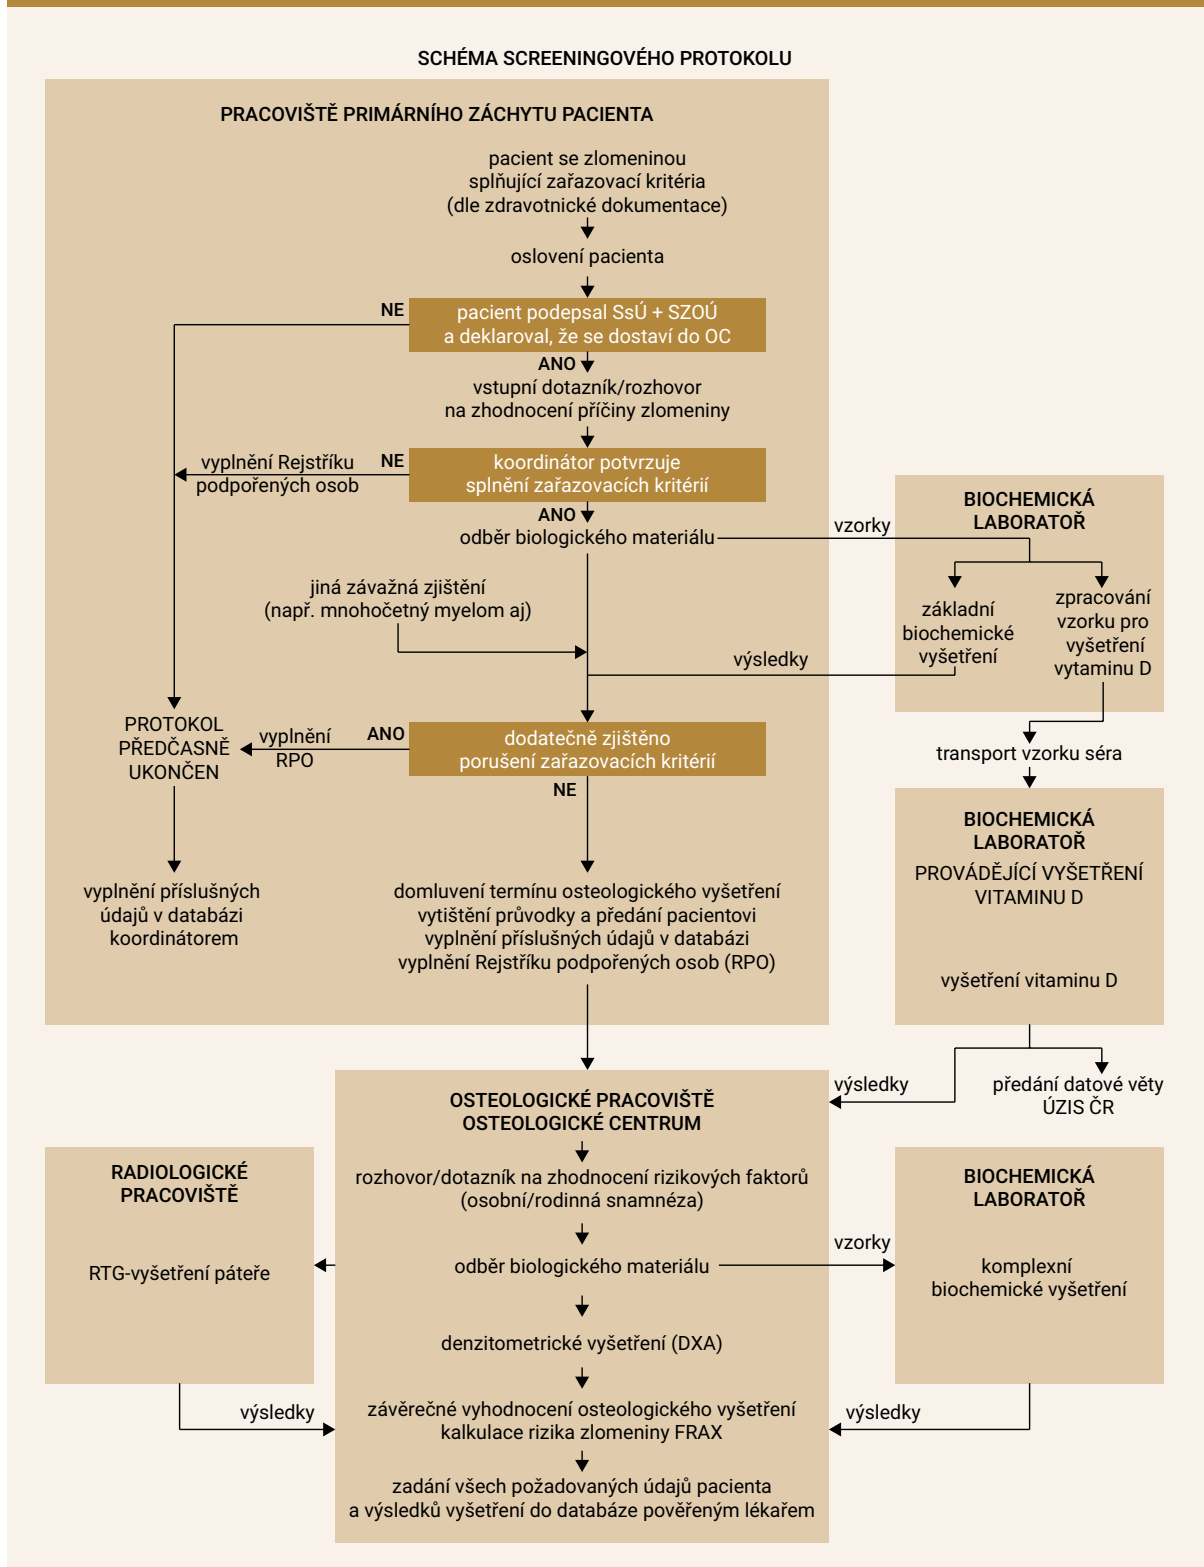 SCHÉMA SCREENINGOVÉHO PROTOKOLU
PRACOVIŠTĚ PRIMÁRNÍHO ZÁCHYTU PACIENTA
pacient se zlomeninou
splňující zařazovací kritéria
(dle zdravotnické dokumentace)
oslovení pacienta
NE
pacient podepsal SsÚ + SZOÚ
a deklaroval, že se dostaví do OC
ANO
vstupní dotazník/rozhovor
na zhodnocení příčiny zlomeniny
vyplnění Rejstříku
podpořených osob
NE
koordinátor potvrzuje
splnění zařazovacích kritérií
ANO
odběr biologického materiálu
vzorky
BIOCHEMICKÁ
LABORATOŘ
základní
biochemické
vyšetření
zpracování
vzorku pro
vyšetření
vytaminu D
jiná závažná zjištění
(např. mnohočetný myelom aj)
výsledky
PROTOKOL
PŘEDČASNĚ
UKONČEN
vyplnění
RPO
ANO
dodatečně zjištěno
porušení zařazovacích kritérií
NE
transport vzorku séra
BIOCHEMICKÁ
LABORATOŘ
PROVÁDĚJÍCÍ VYŠETŘENÍ
VITAMINU D
vyšetření vitaminu D
vyplnění příslušných
údajů v databázi
koordinátorem
domluvení termínu osteologického vyšetření
vytištění průvodky a předání pacientovi
vyplnění příslušných údajů v databázi
vyplnění Rejstříku podpořených osob (RPO)
výsledky
předání datové věty
ÚZIS ČR
OSTEOLOGICKÉ PRACOVIŠTĚ
OSTEOLOGICKÉ CENTRUM
rozhovor/dotazník na zhodnocení rizikových faktorů
(osobní/rodinná snamnéza)
RADIOLOGICKÉ
PRACOVIŠTĚ
RTG-vyšetření páteře
odběr biologického materiálu
vzorky
BIOCHEMICKÁ
LABORATOŘ
komplexní
biochemické vyšetření
denzitometrické vyšetření (DXA)
výsledky
závěrečné vyhodnocení osteologického vyšetření
kalkulace rizika zlomeniny FRAX
výsledky
zadání všech požadovaných údajů pacienta
a výsledků vyšetření do databáze pověřeným lékařem